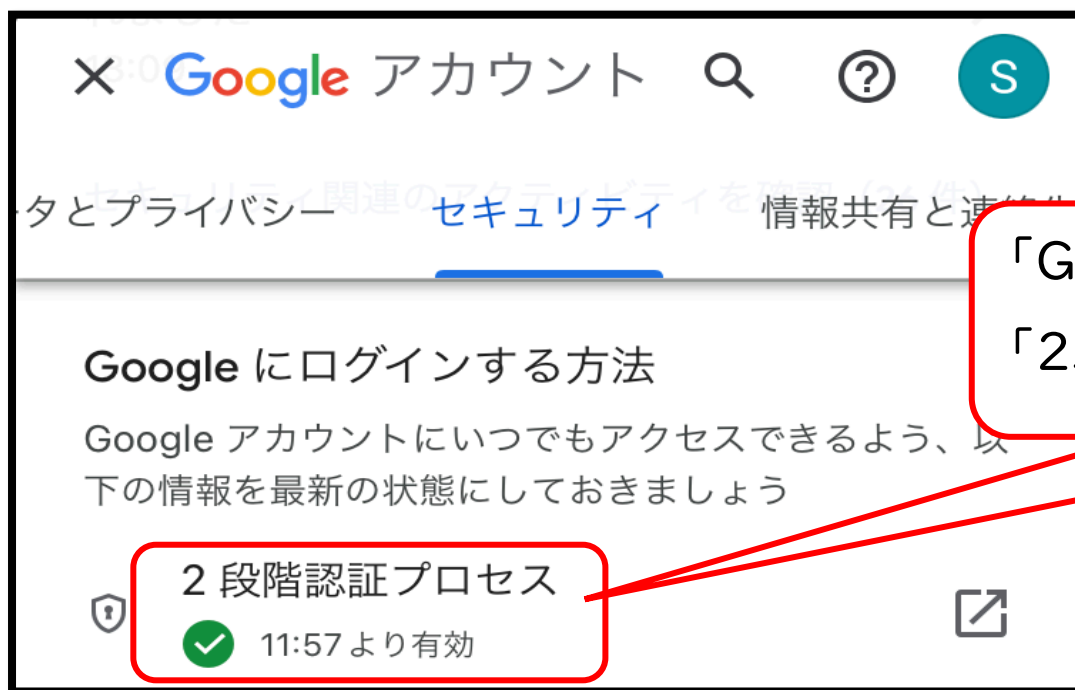 Google アカウント
S
タとプライバシー
セキュリティ
情報共有と連
「G
「2
Google にログインする方法
Google アカウントにいつでもアクセスできるよう、以
下の情報を最新の状態にしておきましょう
2 段階認証プロセス
11:57 より有効